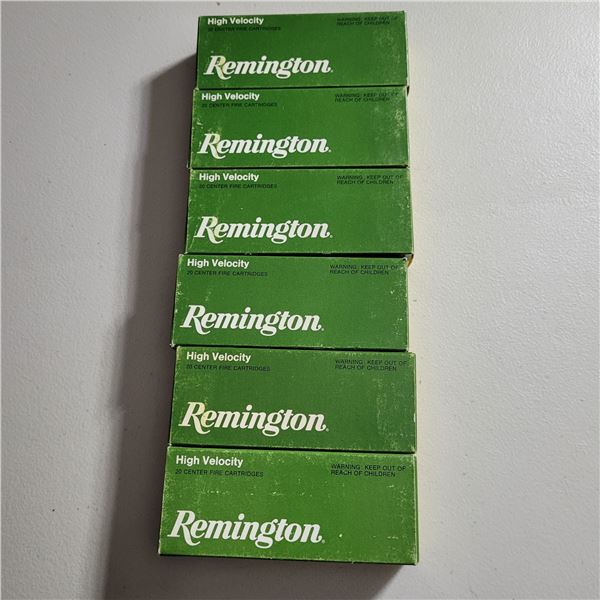 High Velocity
20 CENTER FIRE CARTRIDGES
WARNING: KEEP OUT OF
REACH OF CHILDREN
Remington®
High Velocity
20 CENTER FIRE CARTRIDGES
WARNING: KEEP OUT OF
REACH OF CHILDREN
Remington®
High Velocity
20 CENTER FIRE CARTRIDGES
WARNING: KEEP OUT OF
REACH OF CHILDREN
Remington®
High Velocity
20 CENTER FIRE CARTRIDGES
WARNING: KEEP OUT OF
REACH OF CHILDREN
Remington®
High Velocity
20 CENTER FIRE CARTRIDGES
WARNING: KEEP OUT OF
REACH OF CHILDREN
Remington®
High Velocity
20 CENTER FIRE CARTRIDGES
WARNING: KEEP OUT OF
REACH OF CHILDREN
Remington®